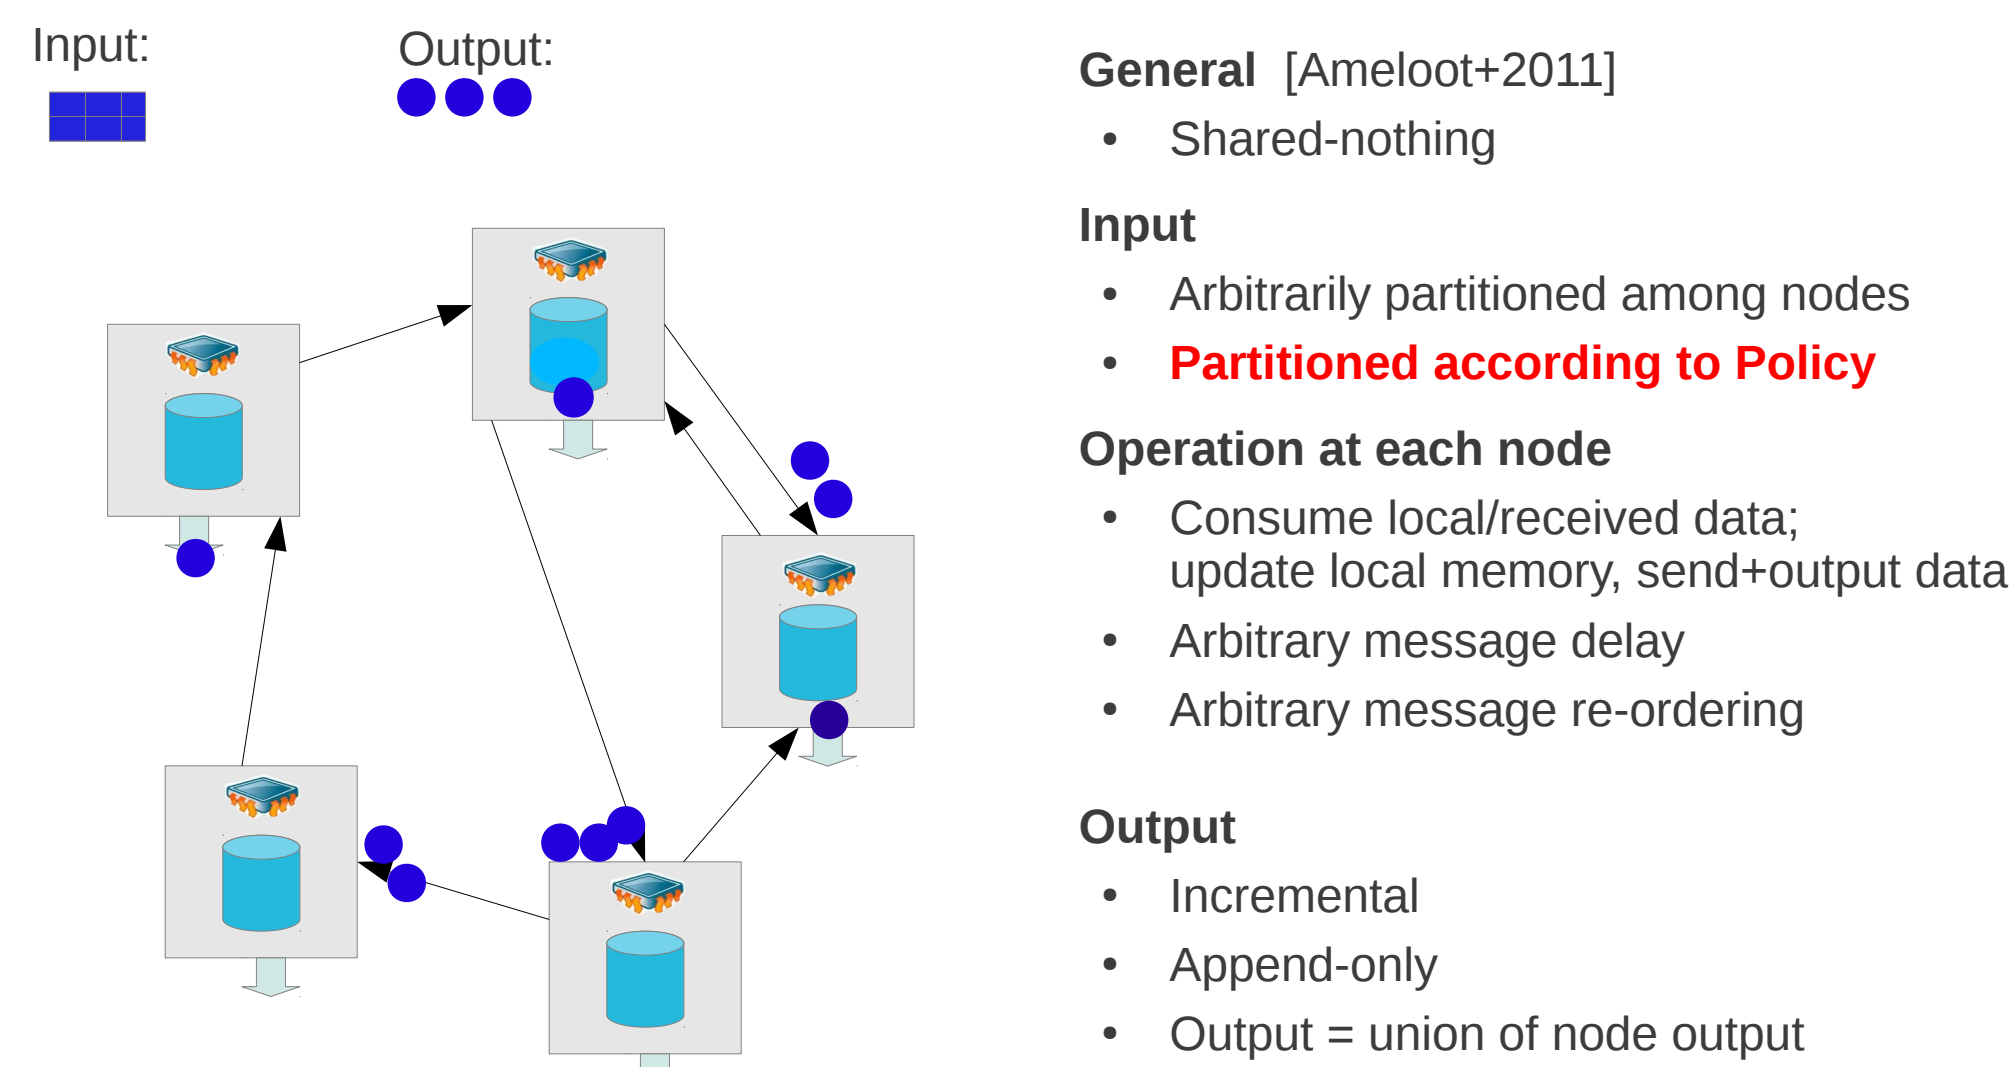 Input:
Output:
General [Ameloot+2011]
• Shared-nothing
Input
• Arbitrarily partitioned among nodes
• Partitioned according to Policy
Operation at each node
• Consume local/received data;
update local memory, send+output data
• Arbitrary message delay
• Arbitrary message re-ordering
Output
• Incremental
• Append-only
• Output = union of node output